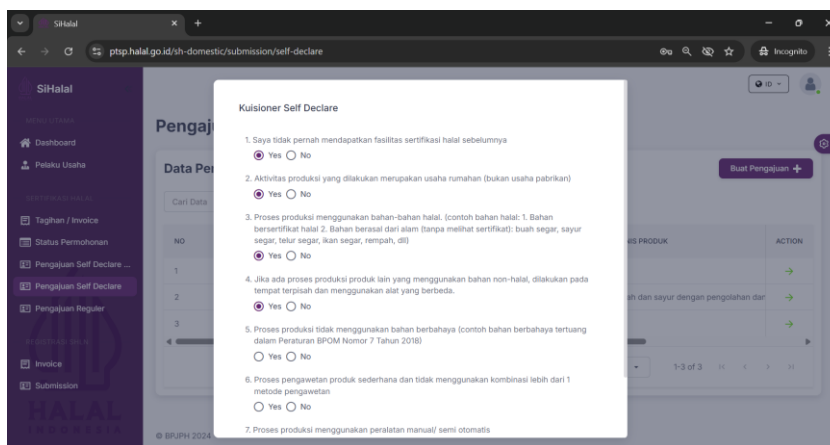 SiHalal
ptsp.halal.go.id/sh-domestic/submission/self-declare
Incognito
SiHalal
ID
MENU UTAMA
Dashboard
Pelaku Usaha
SERTIFIKASI HALAL
Tagihan / Invoice
Status Permohonan
Pengajuan Self Declare ...
Pengajuan Self Declare
Pengajuan Reguler
REGISTRASI SHLN
Invoice
Submission
HALAL
INDONESIA
Pengaj
Data Per
Buat Pengajuan +
Cari Data
NO
IS PRODUK
ACTION
1
2
ah dan sayur dengan pengolahan dan
3
1-3 of 3
© BPJPH 2024
Kuisioner Self Declare
1. Saya tidak pernah mendapatkan fasilitas sertifikasi halal sebelumnya
Yes No
2. Aktivitas produksi yang dilakukan merupakan usaha rumahan (bukan usaha pabrikan)
Yes No
3. Proses produksi menggunakan bahan-bahan halal. (contoh bahan halal: 1. Bahan
bersertifikat halal 2. Bahan berasal dari alam (tanpa melihat sertifikat): buah segar, sayur
segar, telur segar, ikan segar, rempah, dll)
Yes No
4. Jika ada proses produksi produk lain yang menggunakan bahan non-halal, dilakukan pada
tempat terpisah dan menggunakan alat yang berbeda.
Yes No
5. Proses produksi tidak menggunakan bahan berbahaya (contoh bahan berbahaya tertuang
dalam Peraturan BPOM Nomor 7 Tahun 2018)
Yes No
6. Proses pengawetan produk sederhana dan tidak menggunakan kombinasi lebih dari 1
metode pengawetan
Yes No
7. Proses produksi menggunakan peralatan manual/ semi otomatis